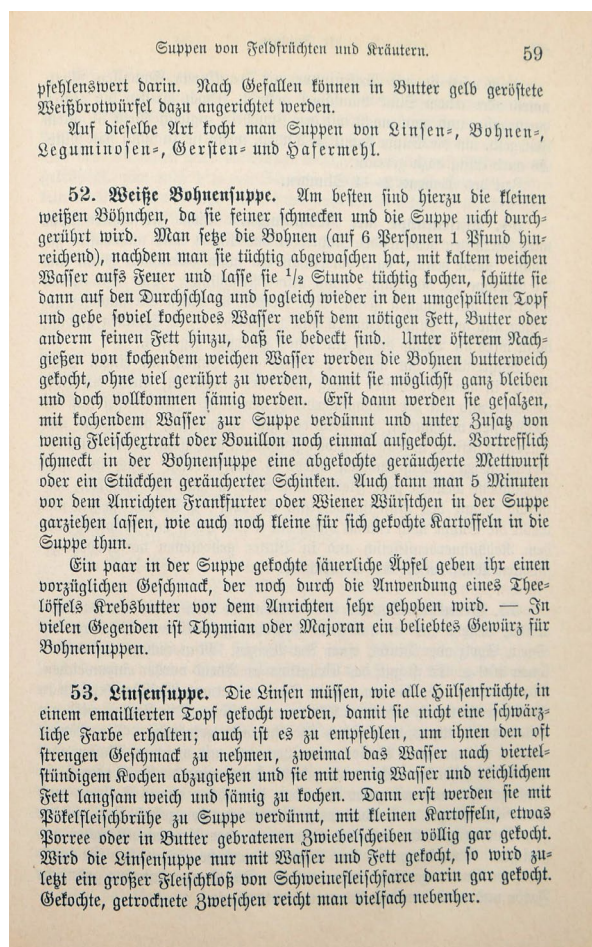 Suppen von Feldfrüchten und Kräutern. 59
pfehlenswert darin. Nach Gefallen können in Butter gelb geröstete
Weißbrotwürfel dazu angerichtet werden.
Auf dieselbe Art kocht man Suppen von Linsen-, Bohnen-,
Leguminosen-, Gersten- und Hafermehl.
52. Weiße Bohnensuppe. Am besten sind hierzu die kleinen
weißen Böhnchen, da sie feiner schmecken und die Suppe nicht durch-
gerührt wird. Man setze die Bohnen (auf 6 Personen 1 Pfund hin-
reichend), nachdem man sie tüchtig abgewaschen hat, mit kaltem weichen
Wasser aufs Feuer und lasse sie 1/2 Stunde tüchtig kochen, schütte sie
dann auf den Durchschlag und sogleich wieder in den umgespülten Topf
und gebe soviel kochendes Wasser nebst dem nötigen Fett, Butter oder
anderm feinen Fett hinzu, daß sie bedeckt sind. Unter öfterem Nach-
gießen von kochendem weichen Wasser werden die Bohnen butterweich
gekocht, ohne viel gerührt zu werden, damit sie möglichst ganz bleiben
und doch vollkommen sämig werden. Erst dann werden sie gesalzen,
mit kochendem Wasser zur Suppe verdünnt und unter Zusatz von
wenig Fleischextrakt oder Bouillon noch einmal aufgekocht. Vortrefflich
schmeckt in der Bohnensuppe eine abgekochte geräucherte Mettwurst
oder ein Stückchen geräucherter Schinken. Auch kann man 5 Minuten
vor dem Anrichten Frankfurter oder Wiener Würstchen in der Suppe
garziehen lassen, wie auch noch kleine für sich gekochte Kartoffeln in die
Suppe thun.
Ein paar in der Suppe gekochte säuerliche Äpfel geben ihr einen
vorzüglichen Geschmack, der noch durch die Anwendung eines Thee-
löffels Krebsbutter vor dem Anrichten sehr gehoben wird. — In
vielen Gegenden ist Thymian oder Majoran ein beliebtes Gewürz für
Bohnensuppen.
53. Linsensuppe. Die Linsen müssen, wie alle Hülsenfrüchte, in
einem emaillierten Topf gekocht werden, damit sie nicht eine schwärz-
liche Farbe erhalten; auch ist es zu empfehlen, um ihnen den oft
strengen Geschmack zu nehmen, zweimal das Wasser nach viertel-
stündigem Kochen abzugießen und sie mit wenig Wasser und reichlichem
Fett langsam weich und sämig zu kochen. Dann erst werden sie mit
Pökelfleischbrühe zu Suppe verdünnt, mit kleinen Kartoffeln, etwas
Porree oder in Butter gebratenen Zwiebelscheiben völlig gar gekocht.
Wird die Linsensuppe nur mit Wasser und Fett gekocht, so wird zu-
letzt ein großer Fleischkloß von Schweinefleischfarce darin gar gekocht.
Gekochte, getrocknete Zwetschen reicht man vielfach nebenher.